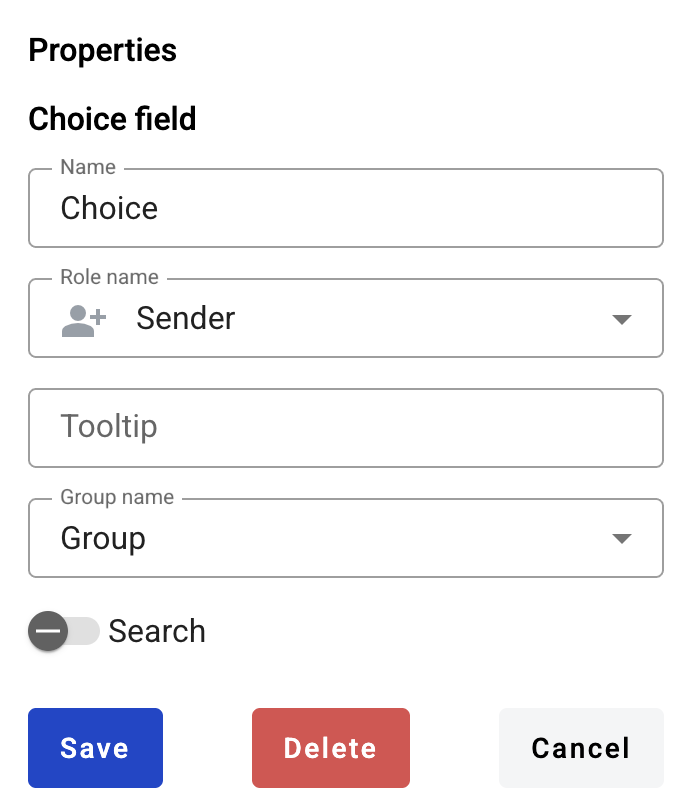 Properties
Choice field
Name
Choice
Role name
Sender
Tooltip
Group name
Group
Search
Save Delete Cancel